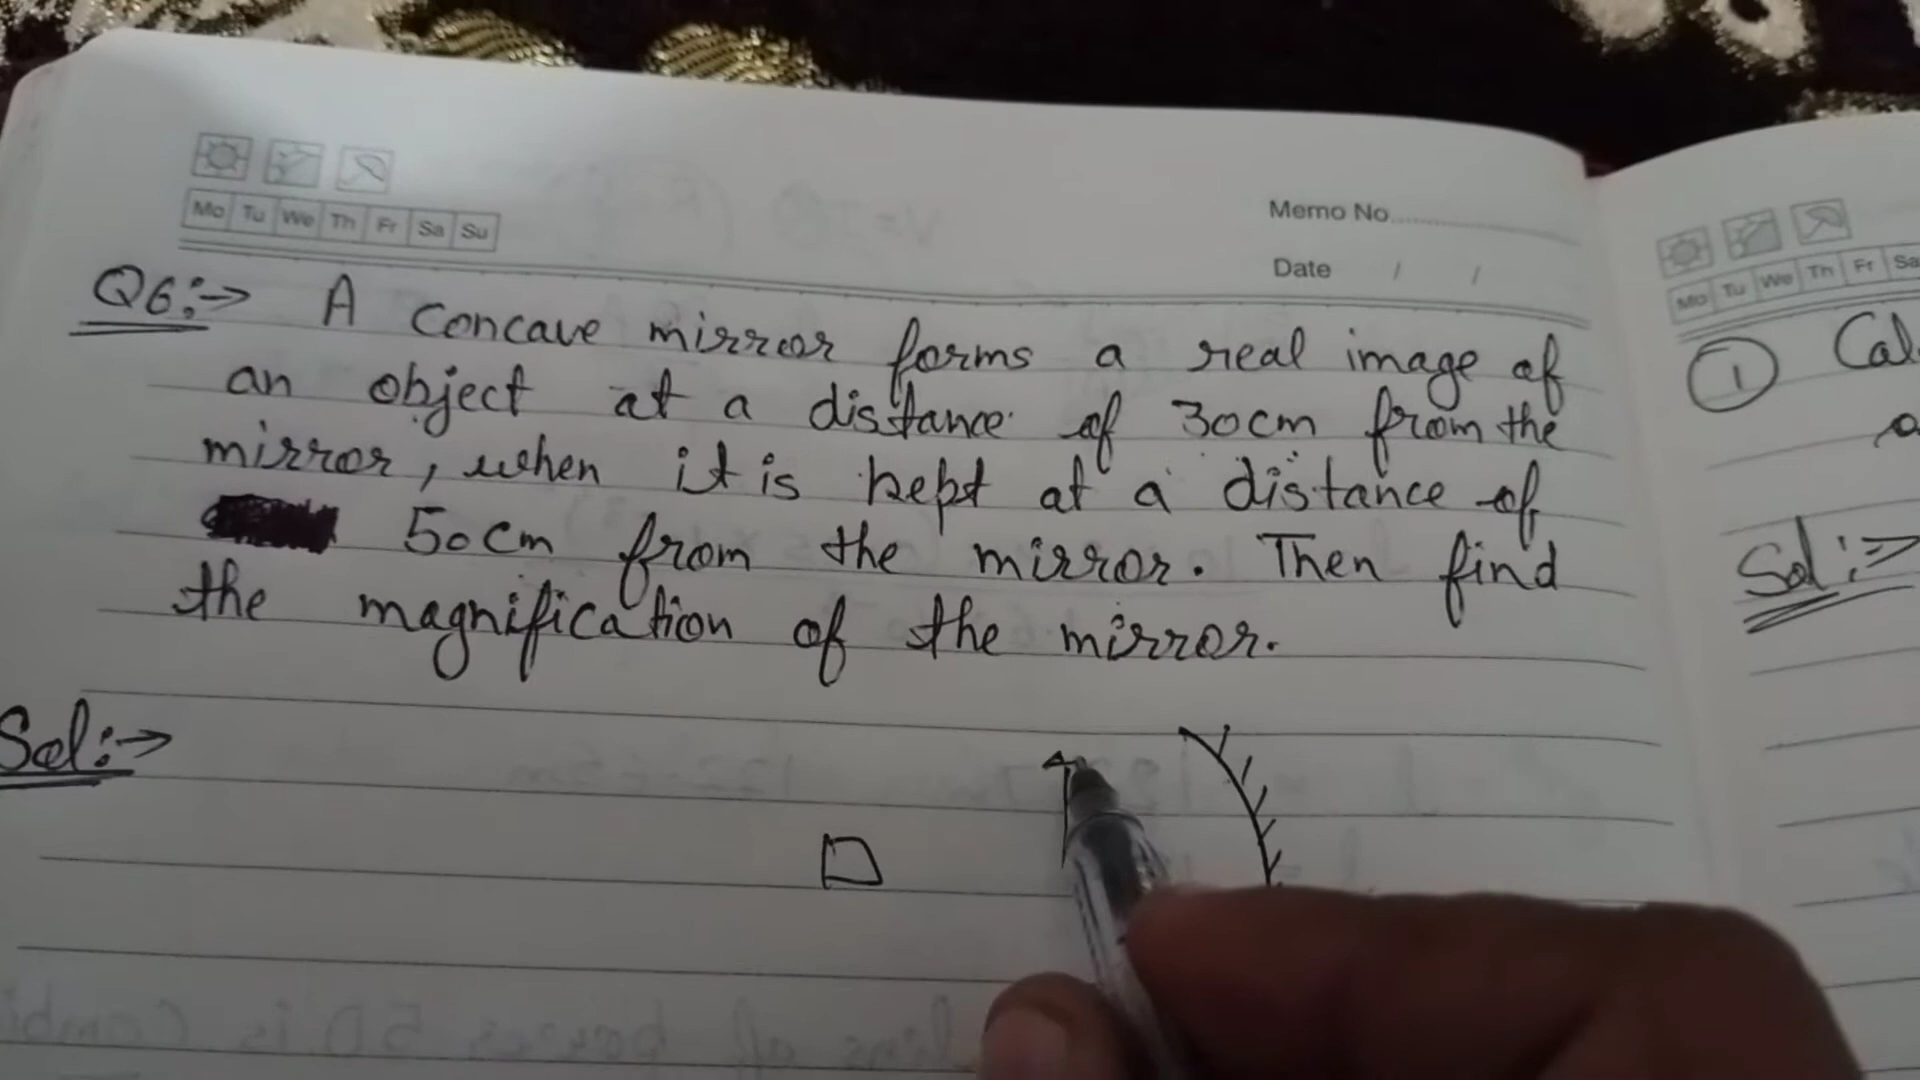 Mo Tu We Th Fr Sa Su
Memo No
Date / /
Q6:→ A concave mirror forms a real image of
an object at a distance of 30cm from the
mirror, when it is kept at a distance of
50cm from the mirror. Then find
the magnification of the mirror.
Sol:→
Mo Tu We Th Fr Sa
1 Cal
Sol:→